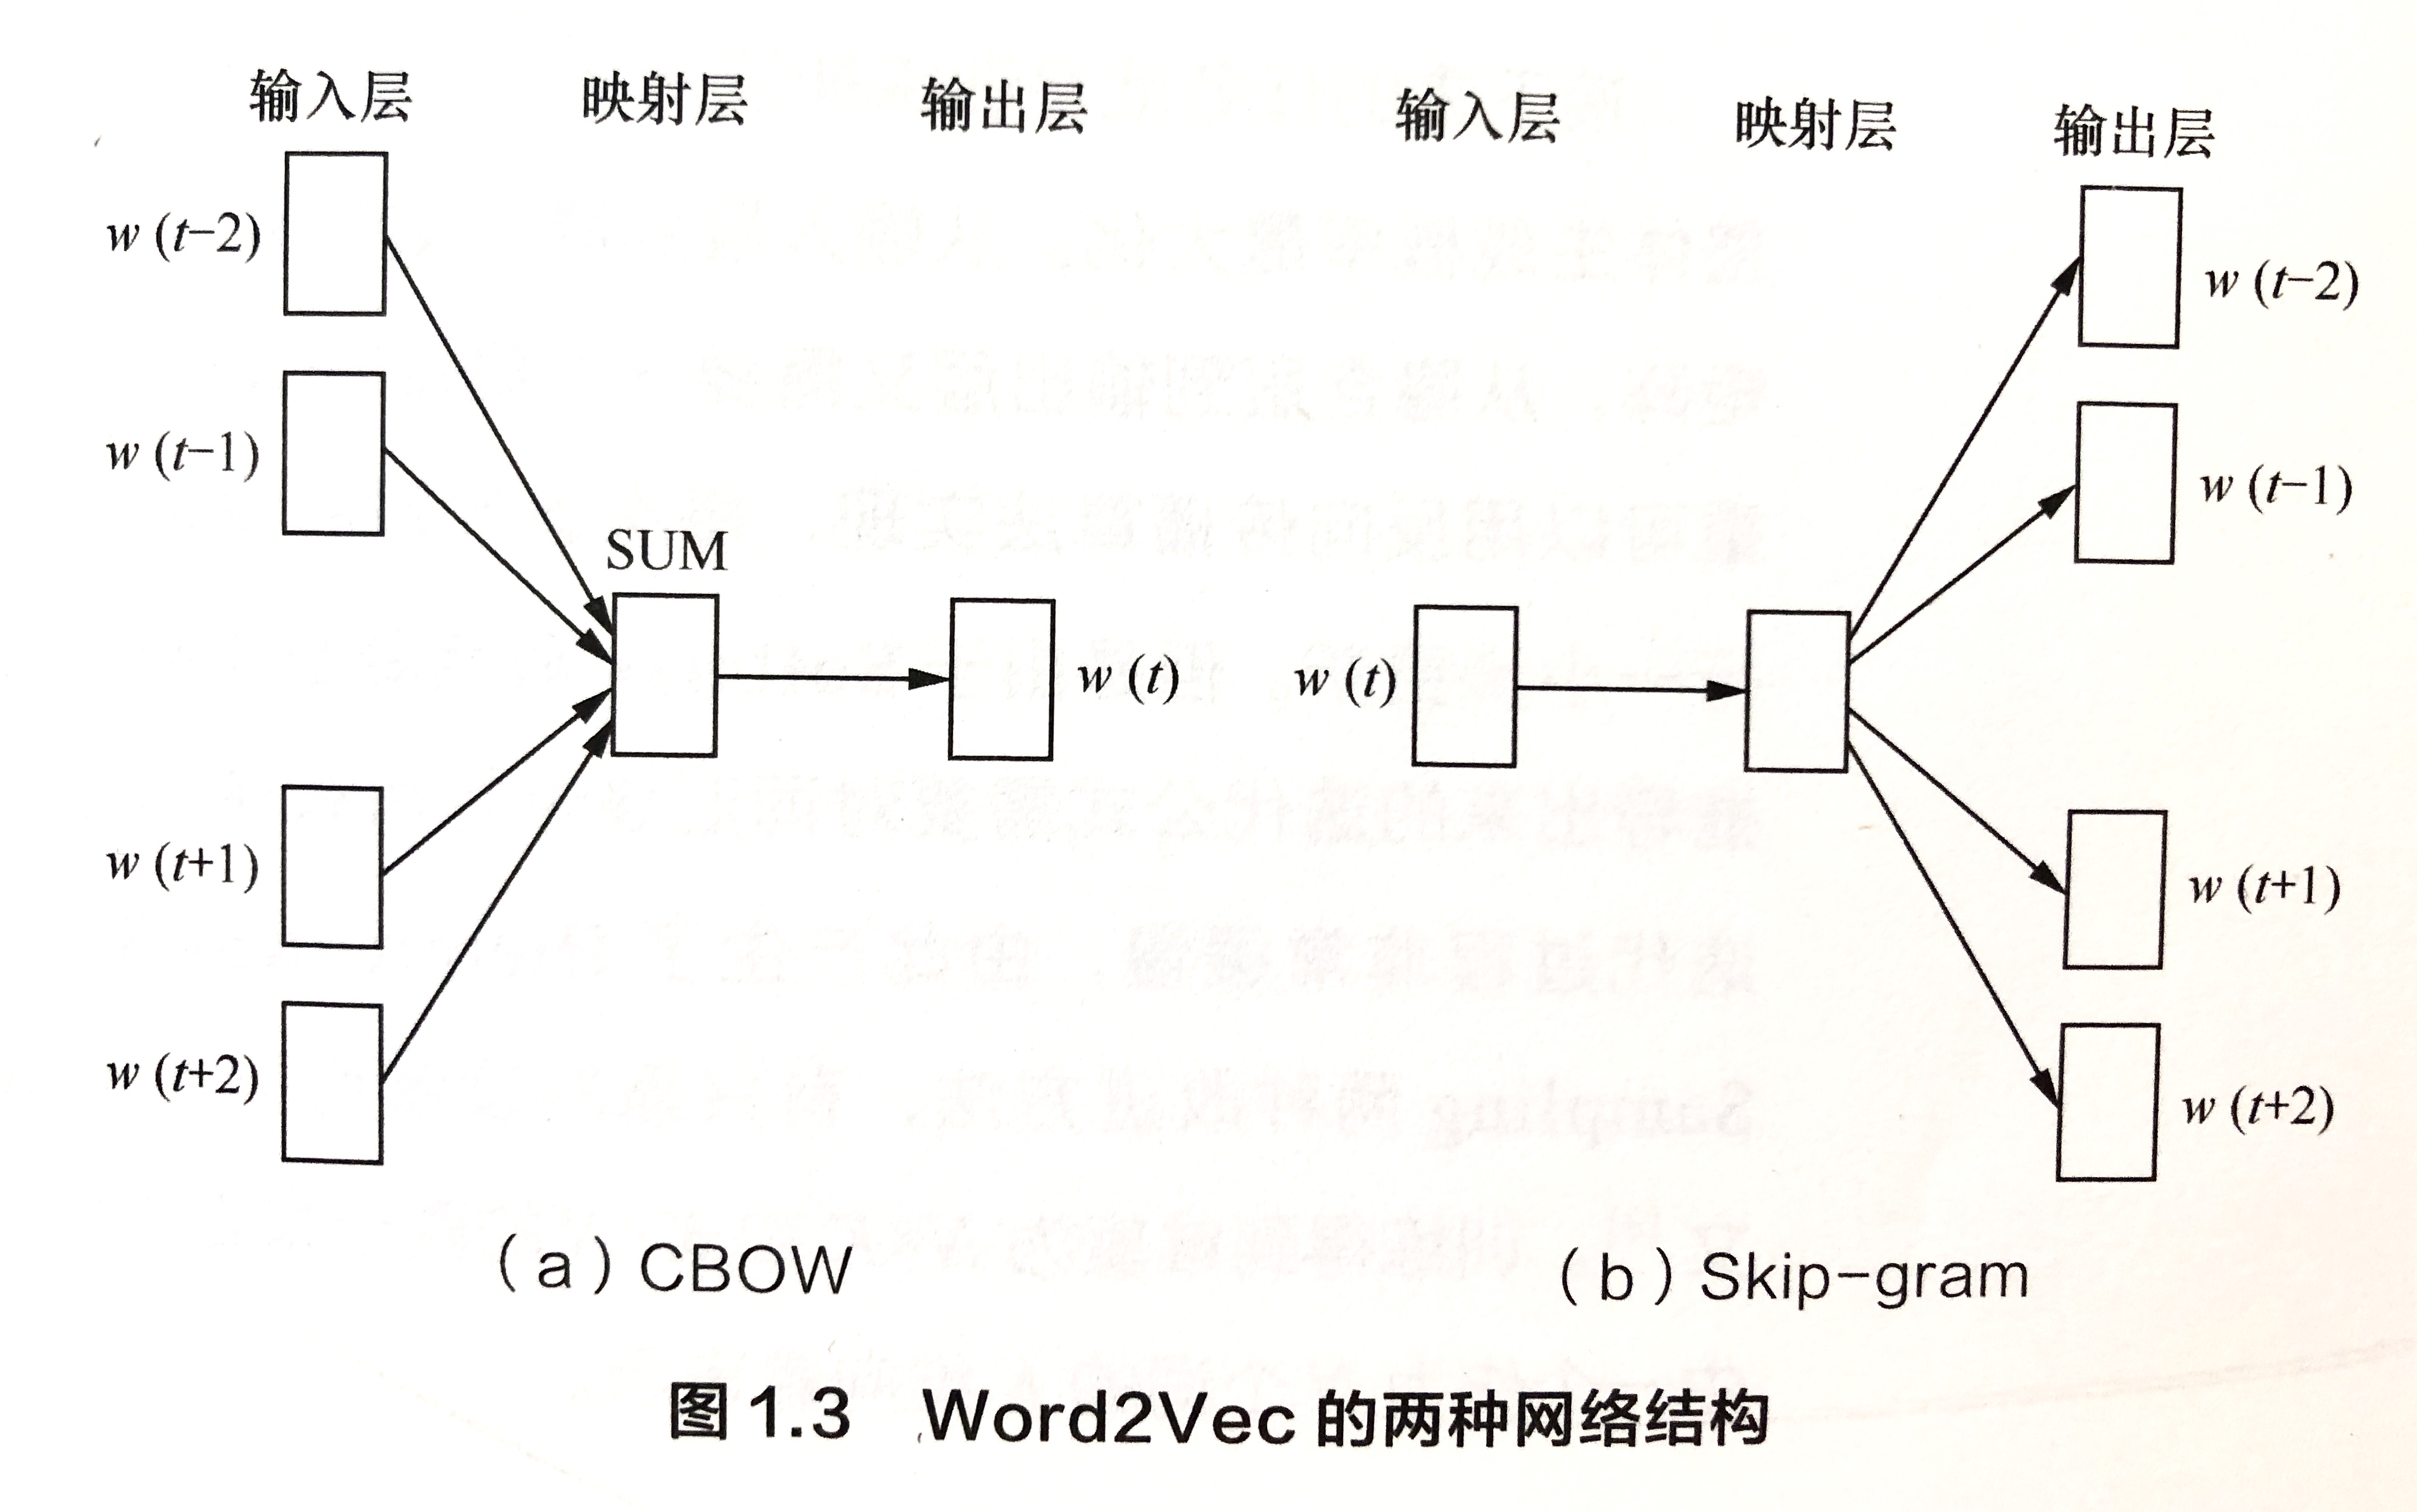 输入层 映射层 输出层
w (t−2)
w (t−1)
SUM
w (t)
w (t+1)
w (t+2)
(a) CBOW
输入层 映射层 输出层
w (t−2)
w (t−1)
w (t)
w (t+1)
w (t+2)
(b) Skip-gram
图 1.3 Word2Vec 的两种网络结构